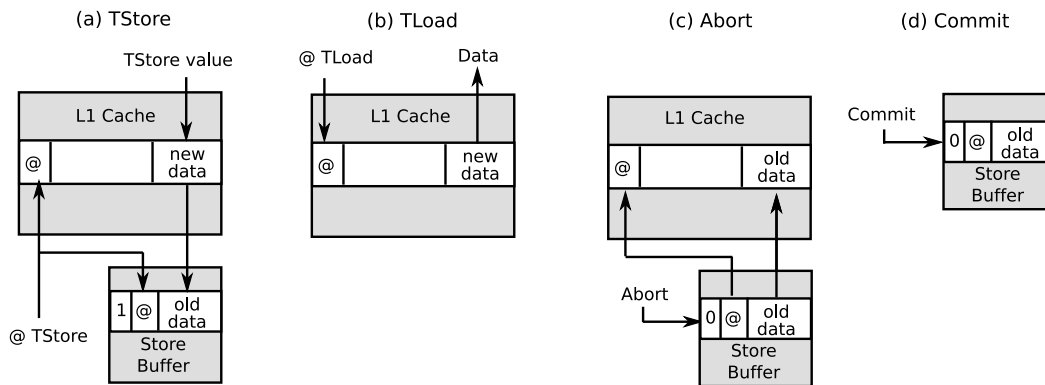 (a) TStore
TStore value
L1 Cache
@
new
data
@ TStore
1 @ old
data
Store
Buffer
(b) TLoad
@ TLoad
Data
L1 Cache
@
new
data
(c) Abort
L1 Cache
@
old
data
Abort
0 @ old
data
Store
Buffer
(d) Commit
Commit
0 @ old
data
Store
Buffer